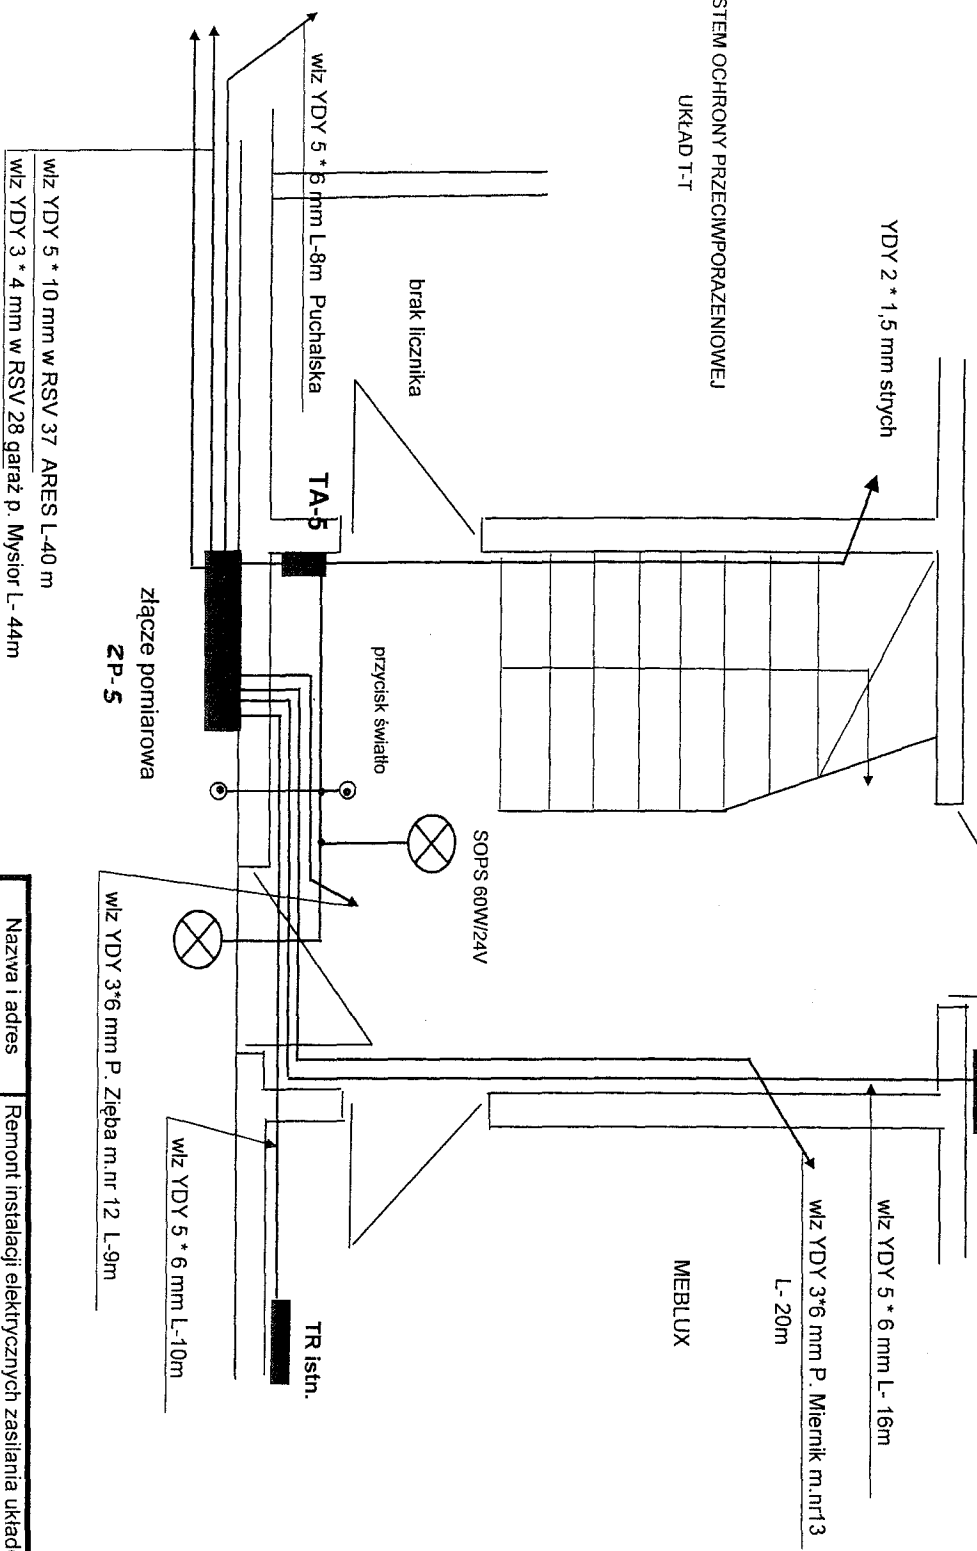 STEM OCHRONY PRZECIWPORAZENIOWEJ
UKŁAD T-T
YDY 2 * 1,5 mm strych
brak licznika
wlz YDY 5 * 6 mm L-8m Puchalska
TA-5
wlz YDY 5 * 10 mm w RSV 37 ARES L-40 m
wlz YDY 3 * 4 mm w RSV 28 garaż p. Mysior L- 44m
złącze pomiarowa
ZP-5
przycisk światło
SOPS 60W/24V
wlz YDY 3*6 mm P. Zięba m.nr 12 L-9m
wlz YDY 5 * 6 mm L-10m
TR istn.
MEBLUX
wlz YDY 5 * 6 mm L- 16m
wlz YDY 3*6 mm P. Miernik m.nr13
L- 20m
Nazwa i adres
Remont instalacji elektrycznych zasilania układ